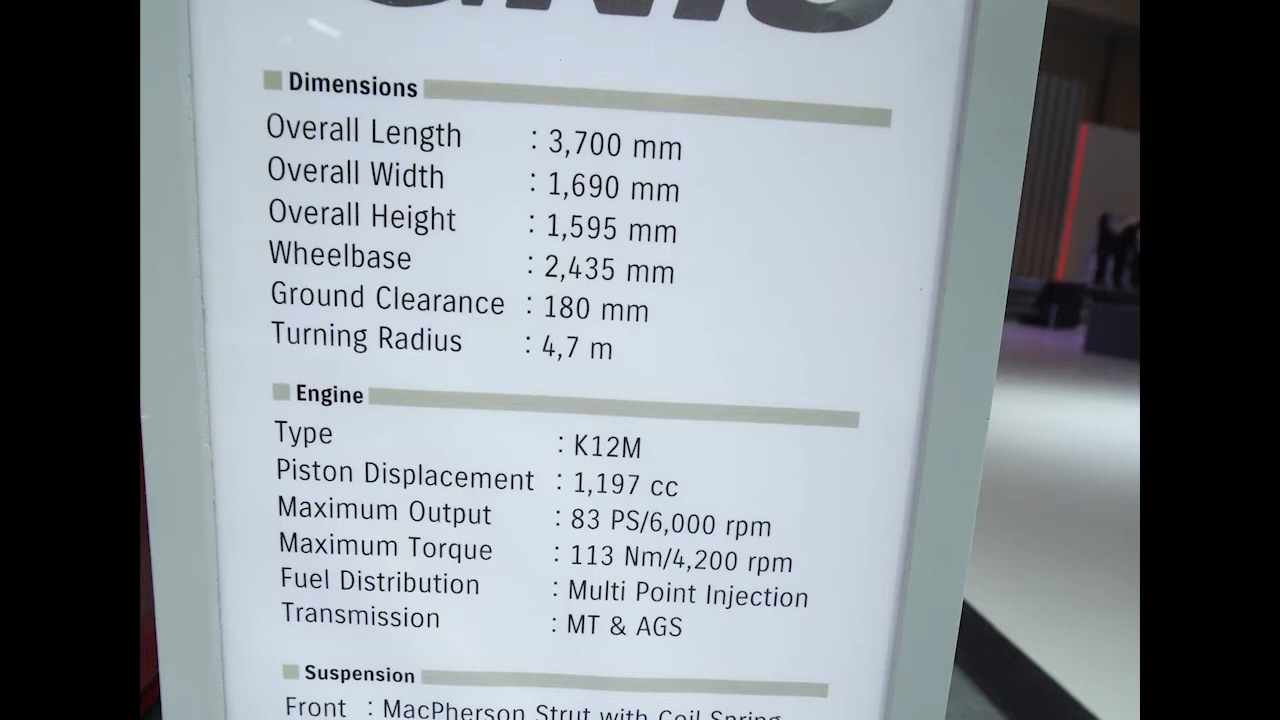 Dimensions
Overall Length : 3,700 mm
Overall Width : 1,690 mm
Overall Height : 1,595 mm
Wheelbase : 2,435 mm
Ground Clearance : 180 mm
Turning Radius : 4,7 m
Engine
Type : K12M
Piston Displacement : 1,197 cc
Maximum Output : 83 PS/6,000 rpm
Maximum Torque : 113 Nm/4,200 rpm
Fuel Distribution : Multi Point Injection
Transmission : MT & AGS
Suspension
Front : MacPherson Strut with Coil Spring